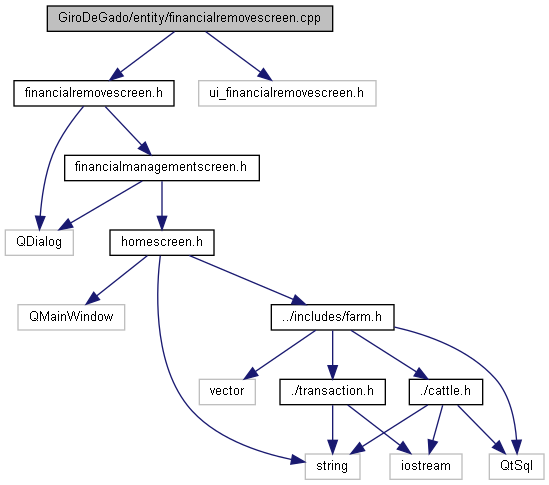 GiroDeGado/entity/financialremovescreen.cpp
financialremovescreen.h
ui_financialremovescreen.h
financialmanagementscreen.h
QDialog
homescreen.h
QMainWindow
../includes/farm.h
vector
./transaction.h
./cattle.h
string
iostream
QtSql